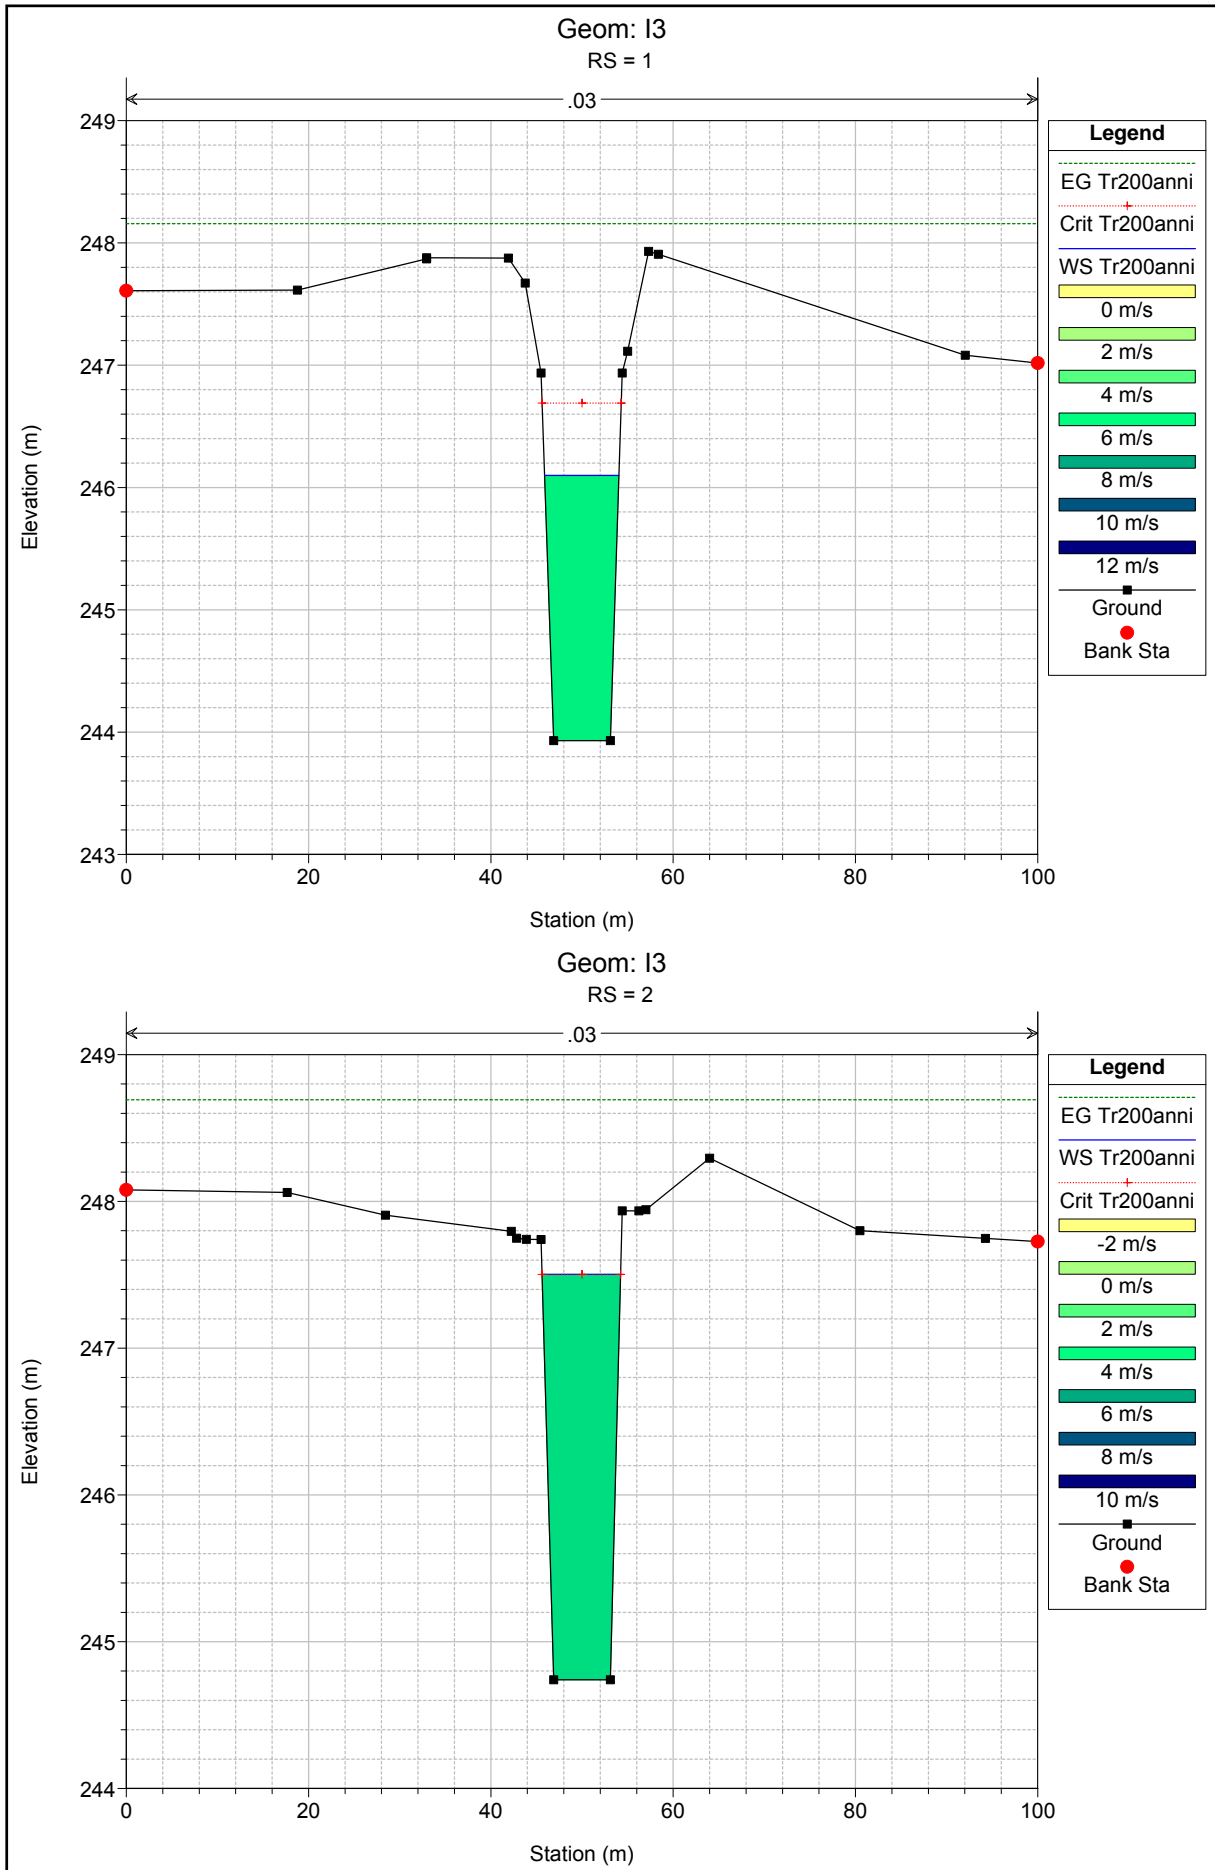 Geom: I3
RS = 1
.03
249
248
247
246
245
244
243
0
20
40
60
80
100
Elevation (m)
Station (m)
Legend
EG Tr200anni
Crit Tr200anni
WS Tr200anni
0 m/s
2 m/s
4 m/s
6 m/s
8 m/s
10 m/s
12 m/s
Ground
Bank Sta
Geom: I3
RS = 2
.03
249
248
247
246
245
244
0
20
40
60
80
100
Elevation (m)
Station (m)
Legend
EG Tr200anni
WS Tr200anni
Crit Tr200anni
-2 m/s
0 m/s
2 m/s
4 m/s
6 m/s
8 m/s
10 m/s
Ground
Bank Sta